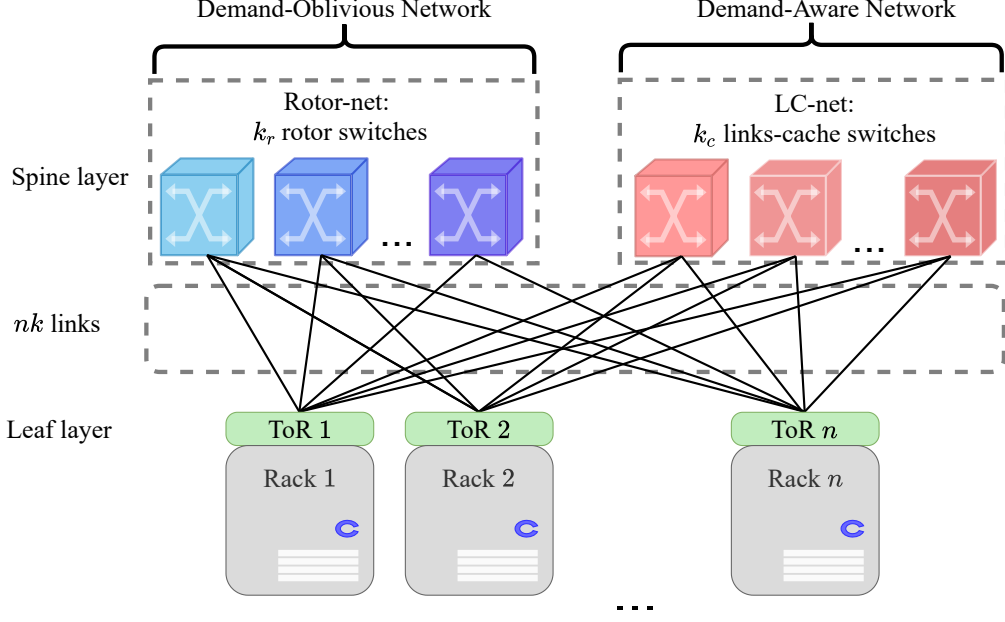 Demand-Oblivious Network
Demand-Aware Network
Rotor-net:
k_r rotor switches
LC-net:
k_c links-cache switches
Spine layer
...
...
nk links
Leaf layer
ToR 1
ToR 2
ToR n
Rack 1
Rack 2
Rack n
C
C
C
...